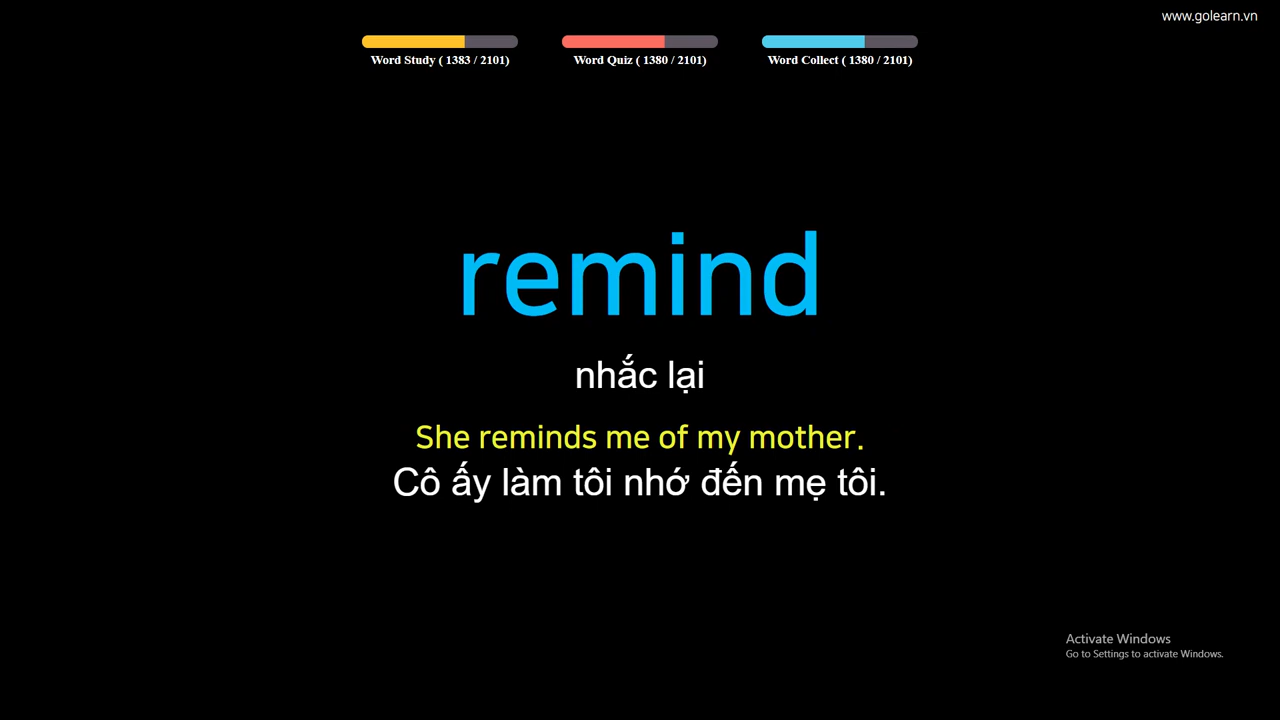 www.golearn.vn
Word Study ( 1383 / 2101)
Word Quiz ( 1380 / 2101)
Word Collect ( 1380 / 2101)
remind
nhắc lại
She reminds me of my mother.
Cô ấy làm tôi nhớ đến mẹ tôi.
Activate Windows
Go to Settings to activate Windows.